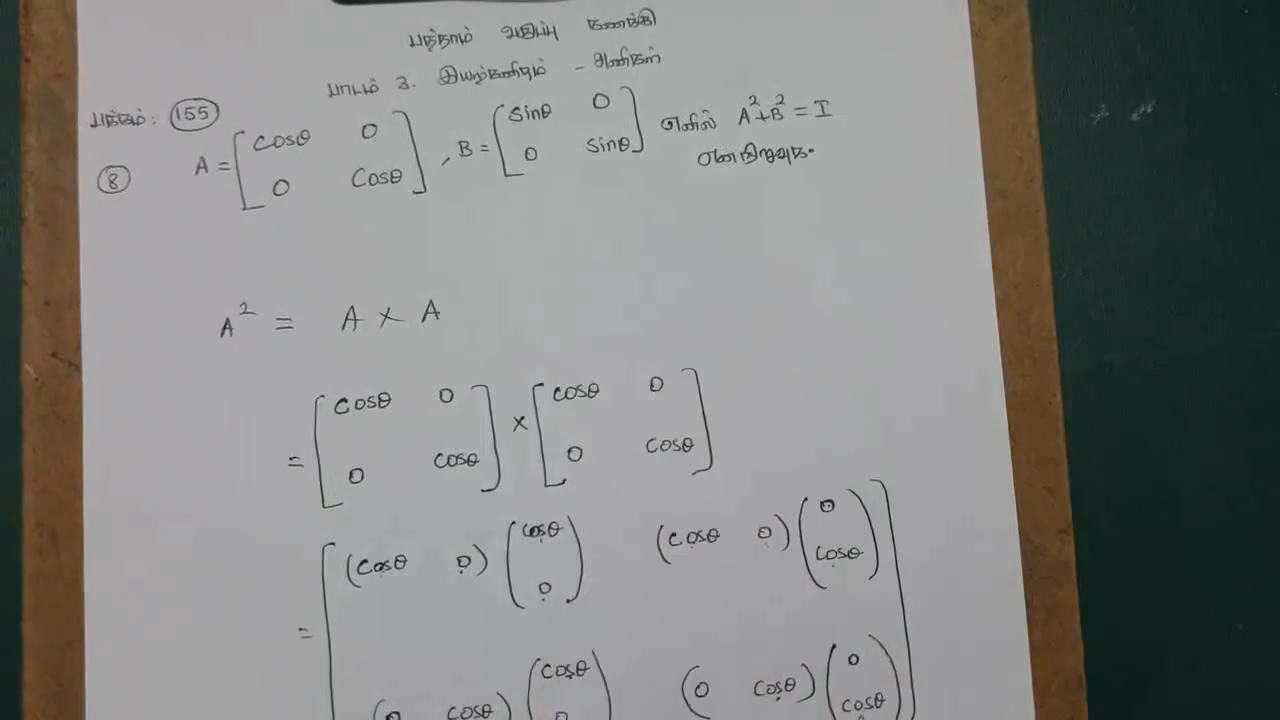 பத்தாம் வகுப்பு கணக்கு
பாடம் 3. இயற்கணிதம் - அணிகள்
பக்கம் : 155
8 A = [cosθ 0 , B = [sinθ 0 எனில் A²+B² = I
0 cosθ] 0 sinθ] எனநிறுவுக.
A² = A × A
= [cosθ 0 × [cosθ 0
0 cosθ] 0 cosθ]
= [(cosθ 0) (cosθ 0) (cosθ 0) (0 cosθ)
(0 cosθ) (cosθ 0) (0 cosθ) (0 cosθ)]